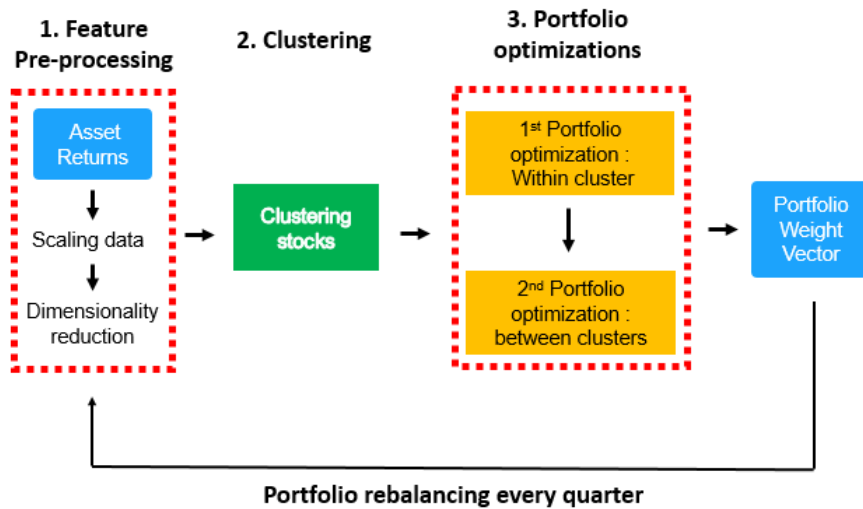 1. Feature
Pre-processing
2. Clustering
3. Portfolio
optimizations
Asset
Returns
Scaling data
Dimensionality
reduction
Clustering
stocks
1st Portfolio
optimization :
Within cluster
2nd Portfolio
optimization :
between clusters
Portfolio
Weight
Vector
Portfolio rebalancing every quarter